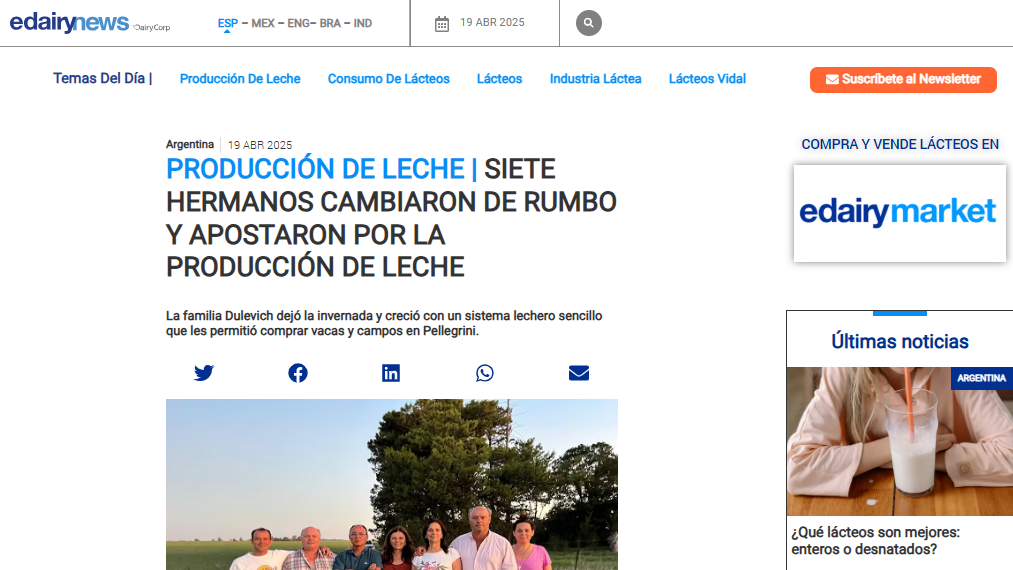 edairynews DairyCorp
ESP – MEX – ENG– BRA – IND
19 ABR 2025
Temas Del Día |
Producción De Leche
Consumo De Lácteos
Lácteos
Industria Láctea
Lácteos Vidal
Suscríbete al Newsletter
Argentina | 19 ABR 2025
PRODUCCIÓN DE LECHE | SIETE
HERMANOS CAMBIARON DE RUMBO
Y APOSTARON POR LA
PRODUCCIÓN DE LECHE
La familia Dulevich dejó la invernada y creció con un sistema lechero sencillo
que les permitió comprar vacas y campos en Pellegrini.
COMPRA Y VENDE LÁCTEOS EN
edairymarket
Últimas noticias
ARGENTINA
¿Qué lácteos son mejores:
enteros o desnatados?